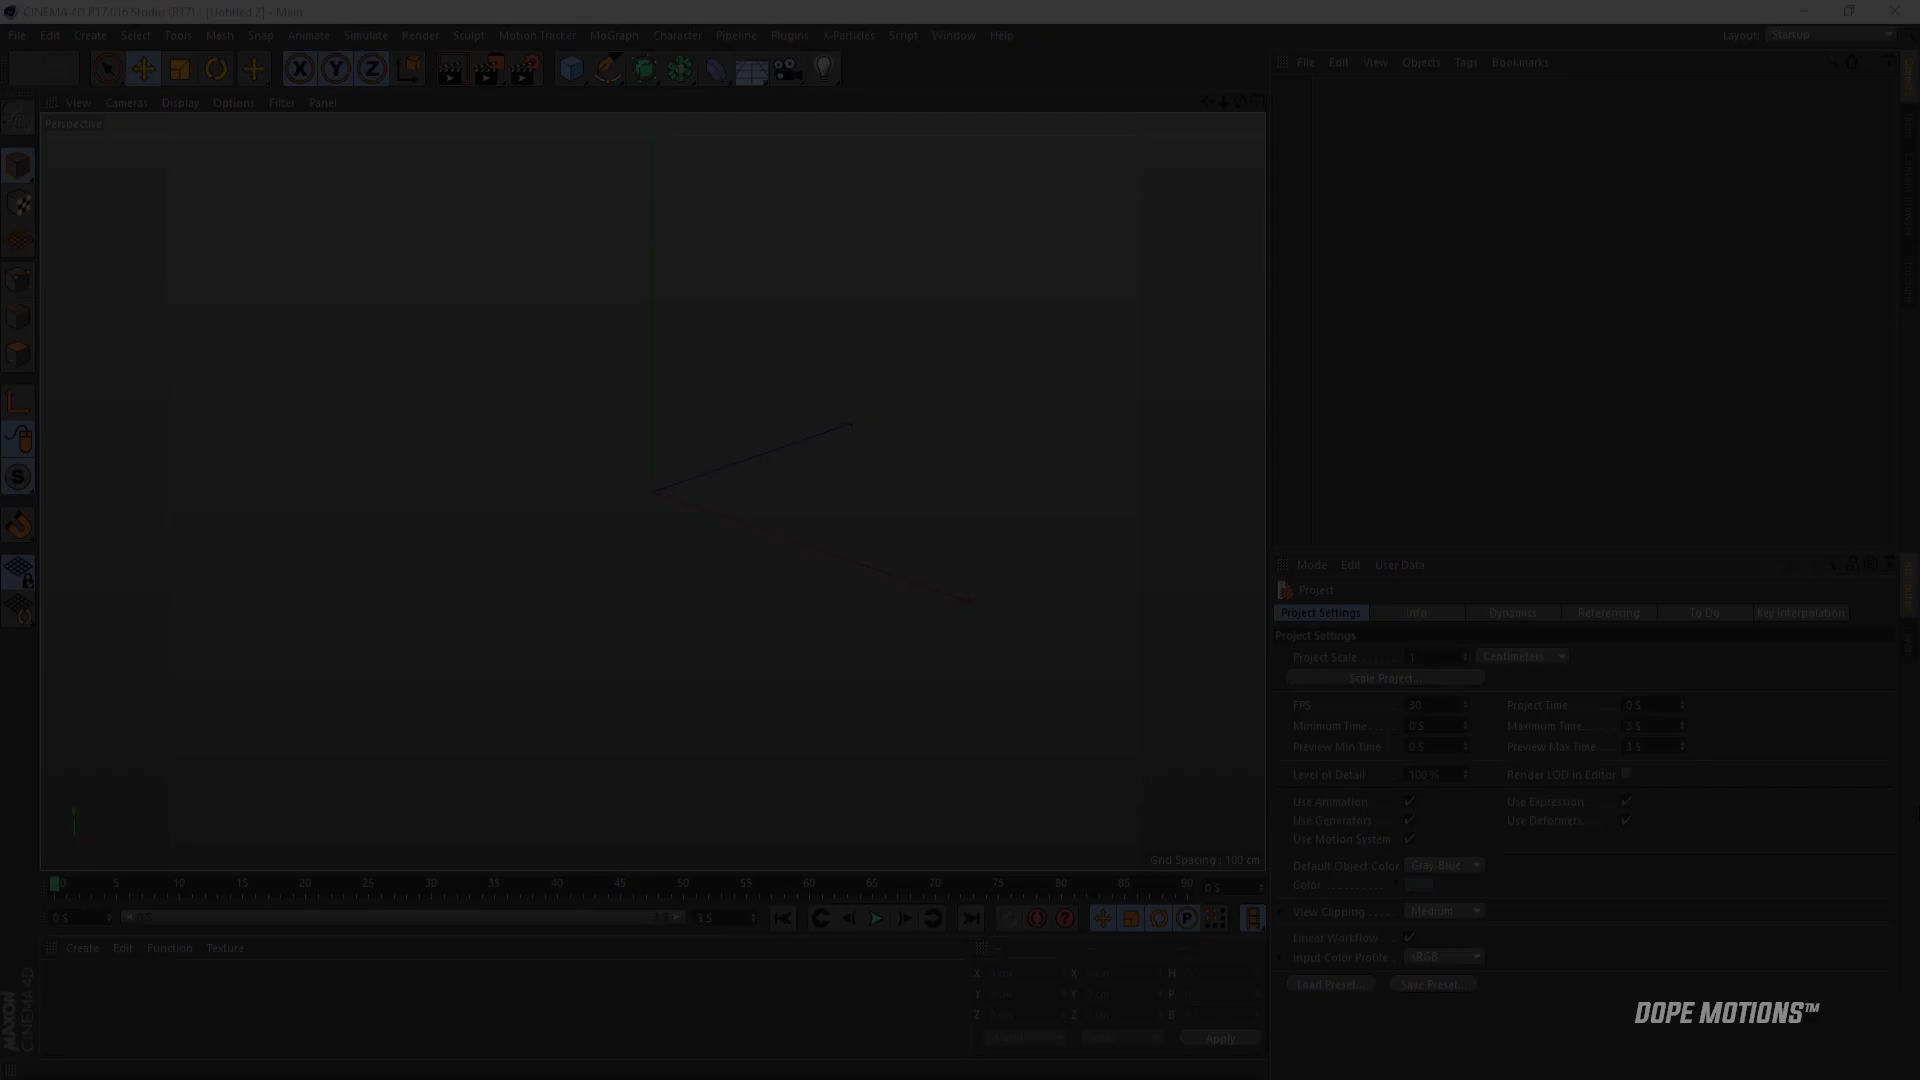 CINEMA 4D R17.016 Studio (R17) - [Untitled 2] - Main
File Edit Create Select Tools Mesh Snap Animate Simulate Render Sculpt Motion Tracker MoGraph Character Pipeline Plugins X-Particles Script Window Help
Layout: Startup
X Y Z
File Edit View Objects Tags Bookmarks
View Cameras Display Options Filter Panel
Perspective
S
Grid Spacing : 100 cm
Mode Edit User Data
Project
Project Settings Info Dynamics Referencing To Do Key Interpolation
Project Settings
Project Scale 1 Centimeters
Scale Project...
FPS 30 Project Time 0 S
Minimum Time 0 S Maximum Time 3 S
Preview Min Time 0 S Preview Max Time 3 S
Level of Detail 100 % Render LOD in Editor
Use Animation Use Expression
Use Generators Use Deformers
Use Motion System
Default Object Color Gray-Blue
Color
View Clipping Medium
Linear Workflow
Input Color Profile sRGB
Load Preset... Save Preset...
0 5 10 15 20 25 30 35 40 45 50 55 60 65 70 75 80 85 90 0 S
0 S 0 S 3 S 3 S P
Create Edit Function Texture
X X H
Y Y P
Z Z B
Apply
MAXON
CINEMA 4D
DOPE MOTIONS™